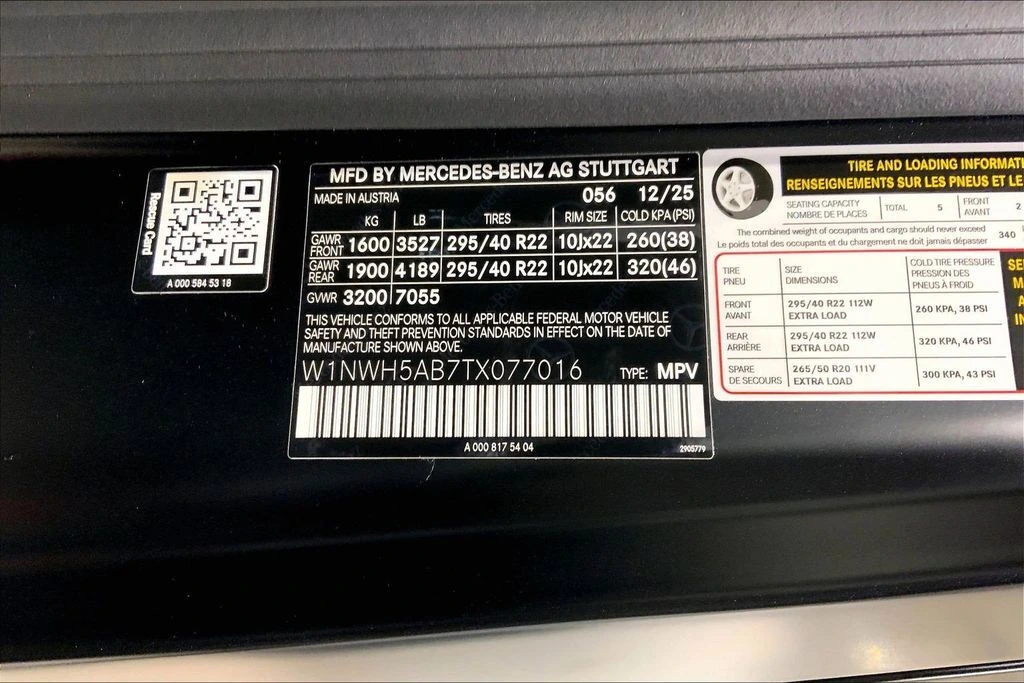 Rescue Card
A 000 584 53 18
MFD BY MERCEDES-BENZ AG STUTTGART
MADE IN AUSTRIA 056 12/25
KG LB TIRES RIM SIZE COLD KPA(PSI)
GAWR FRONT 1600 3527 295/40 R22 10Jx22 260(38)
GAWR REAR 1900 4189 295/40 R22 10Jx22 320(46)
GVWR 3200 7055
THIS VEHICLE CONFORMS TO ALL APPLICABLE FEDERAL MOTOR VEHICLE
SAFETY AND THEFT PREVENTION STANDARDS IN EFFECT ON THE DATE OF
MANUFACTURE SHOWN ABOVE.
W1NWH5AB7TX077016 TYPE: MPV
A 000 817 54 04 2905779
TIRE AND LOADING INFORMATI
RENSEIGNEMENTS SUR LES PNEUS ET LE
SEATING CAPACITY TOTAL 5 FRONT 2
NOMBRE DE PLACES AVANT
The combined weight of occupants and cargo should never exceed 340
Le poids total des occupants et du chargement ne doit jamais dépasser
TIRE SIZE COLD TIRE PRESSURE
PNEU DIMENSIONS PRESSION DES
PNEUS À FROID
FRONT 295/40 R22 112W 260 KPA, 38 PSI
AVANT EXTRA LOAD
REAR 295/40 R22 112W 320 KPA, 46 PSI
ARRIÈRE EXTRA LOAD
SPARE 265/50 R20 111V 300 KPA, 43 PSI
DE SECOURS EXTRA LOAD